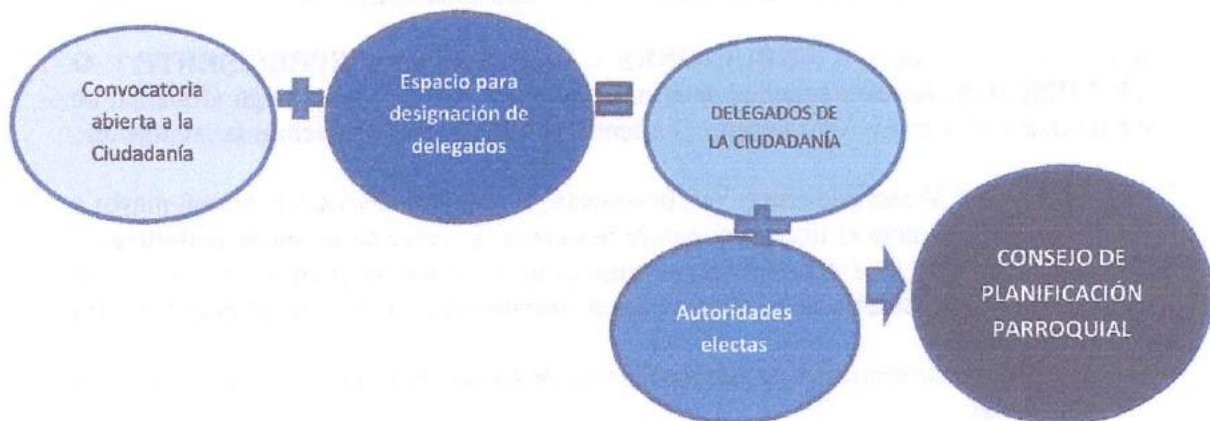 Convocatoria
abierta a la
Ciudadanía
Espacio para
designación de
delegados
DELEGADOS DE
LA CIUDADANÍA
Autoridades
electas
CONSEJO DE
PLANIFICACIÓN
PARROQUIAL